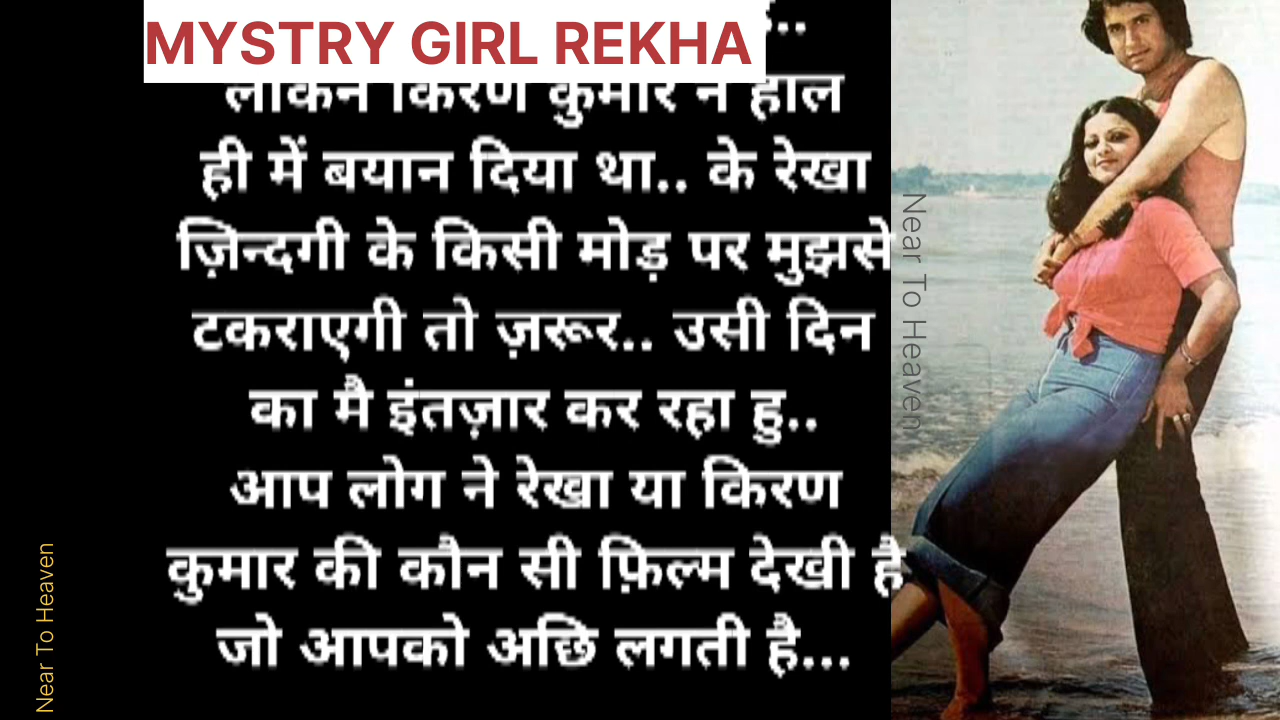 MYSTRY GIRL REKHA
लेकिन किरण कुमार ने हाल
ही में बयान दिया था.. के रेखा
ज़िन्दगी के किसी मोड़ पर मुझसे
टकराएगी तो ज़रूर.. उसी दिन
का मै इंतज़ार कर रहा हु..
आप लोग ने रेखा या किरण
कुमार की कौन सी फ़िल्म देखी है
जो आपको अछि लगती है...
Near To Heaven
Near To Heaven